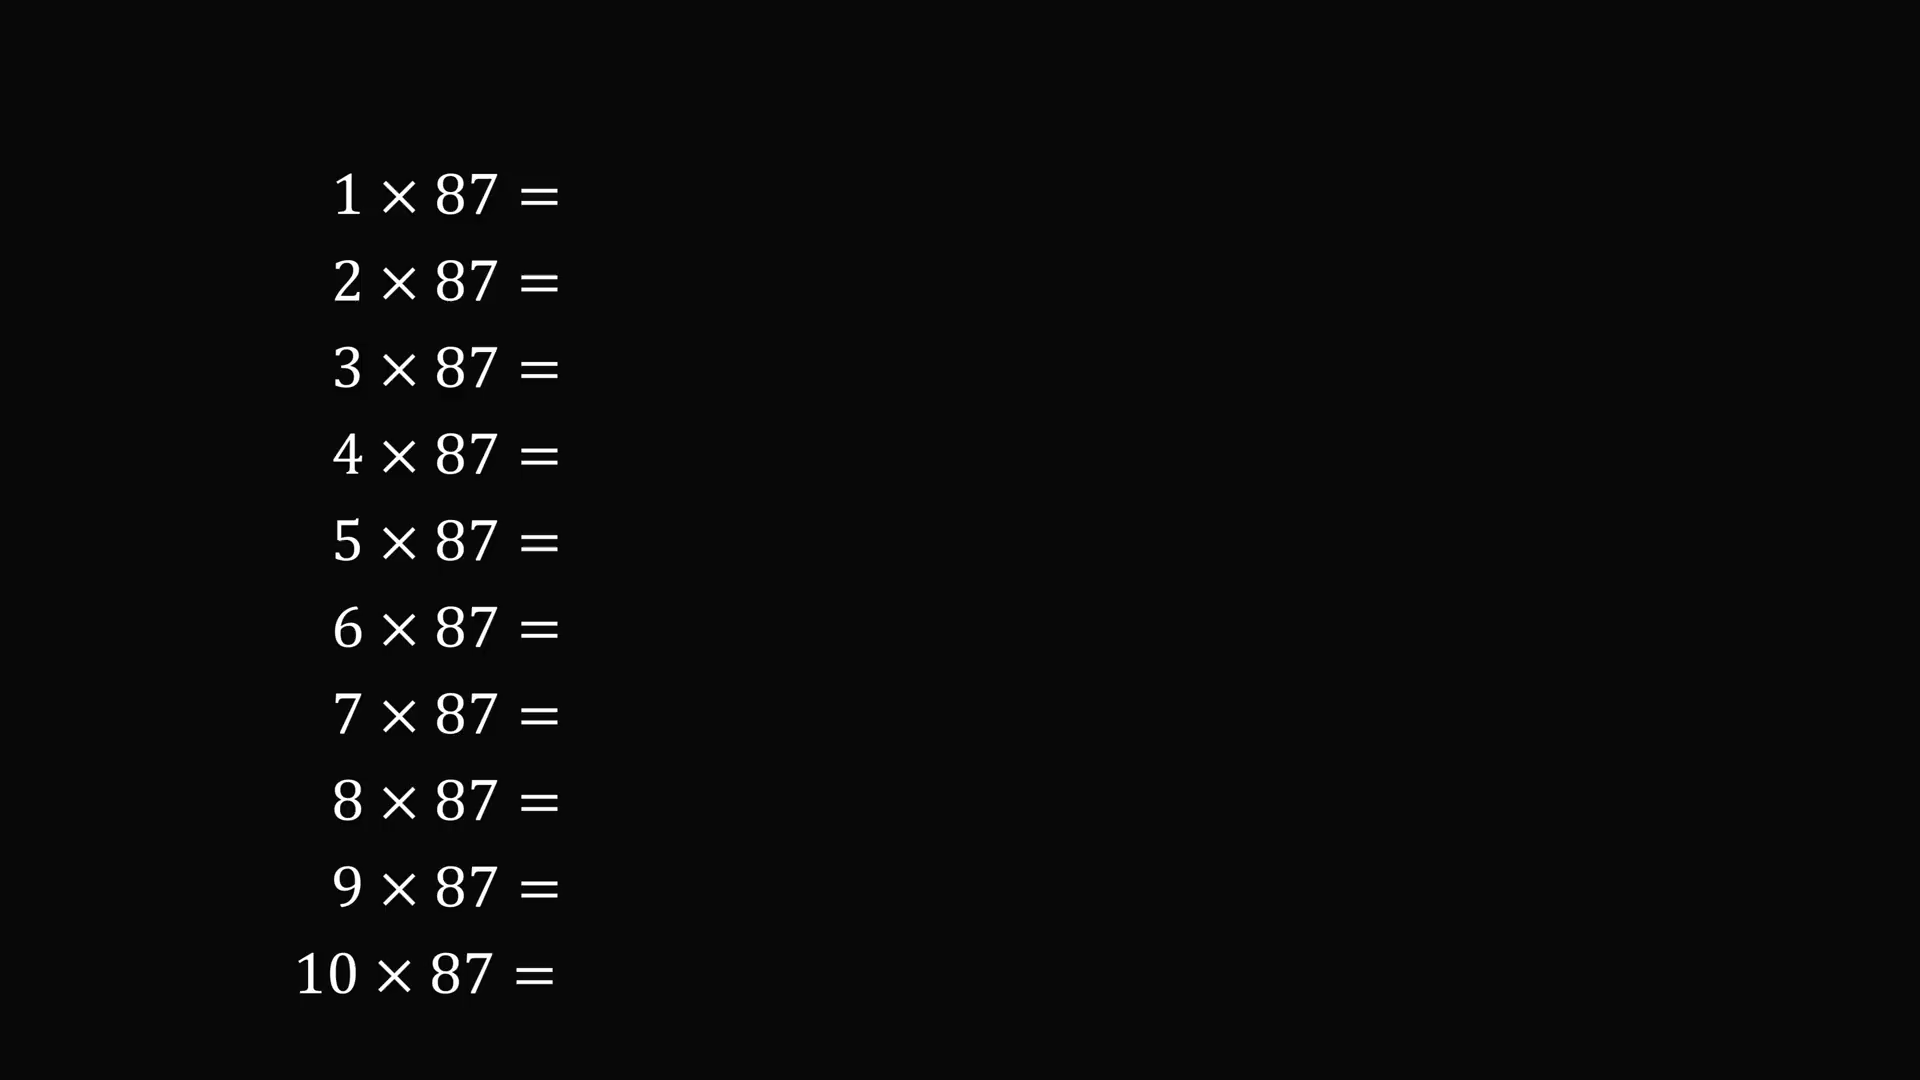 1 × 87 =
2 × 87 =
3 × 87 =
4 × 87 =
5 × 87 =
6 × 87 =
7 × 87 =
8 × 87 =
9 × 87 =
10 × 87 =